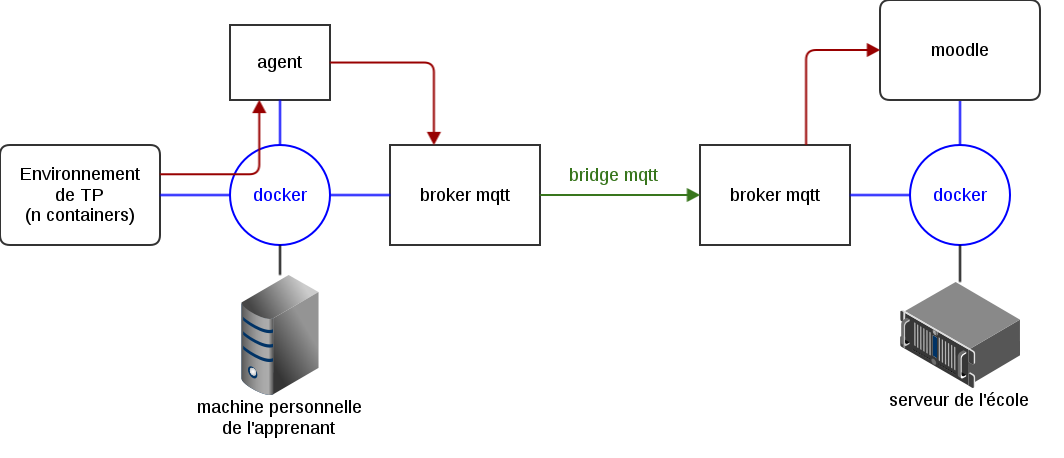 agent
moodle
Environnement
de TP
(n containers)
docker
broker mqtt
bridge mqtt
broker mqtt
docker
machine personnelle
de l'apprenant
serveur de l'école